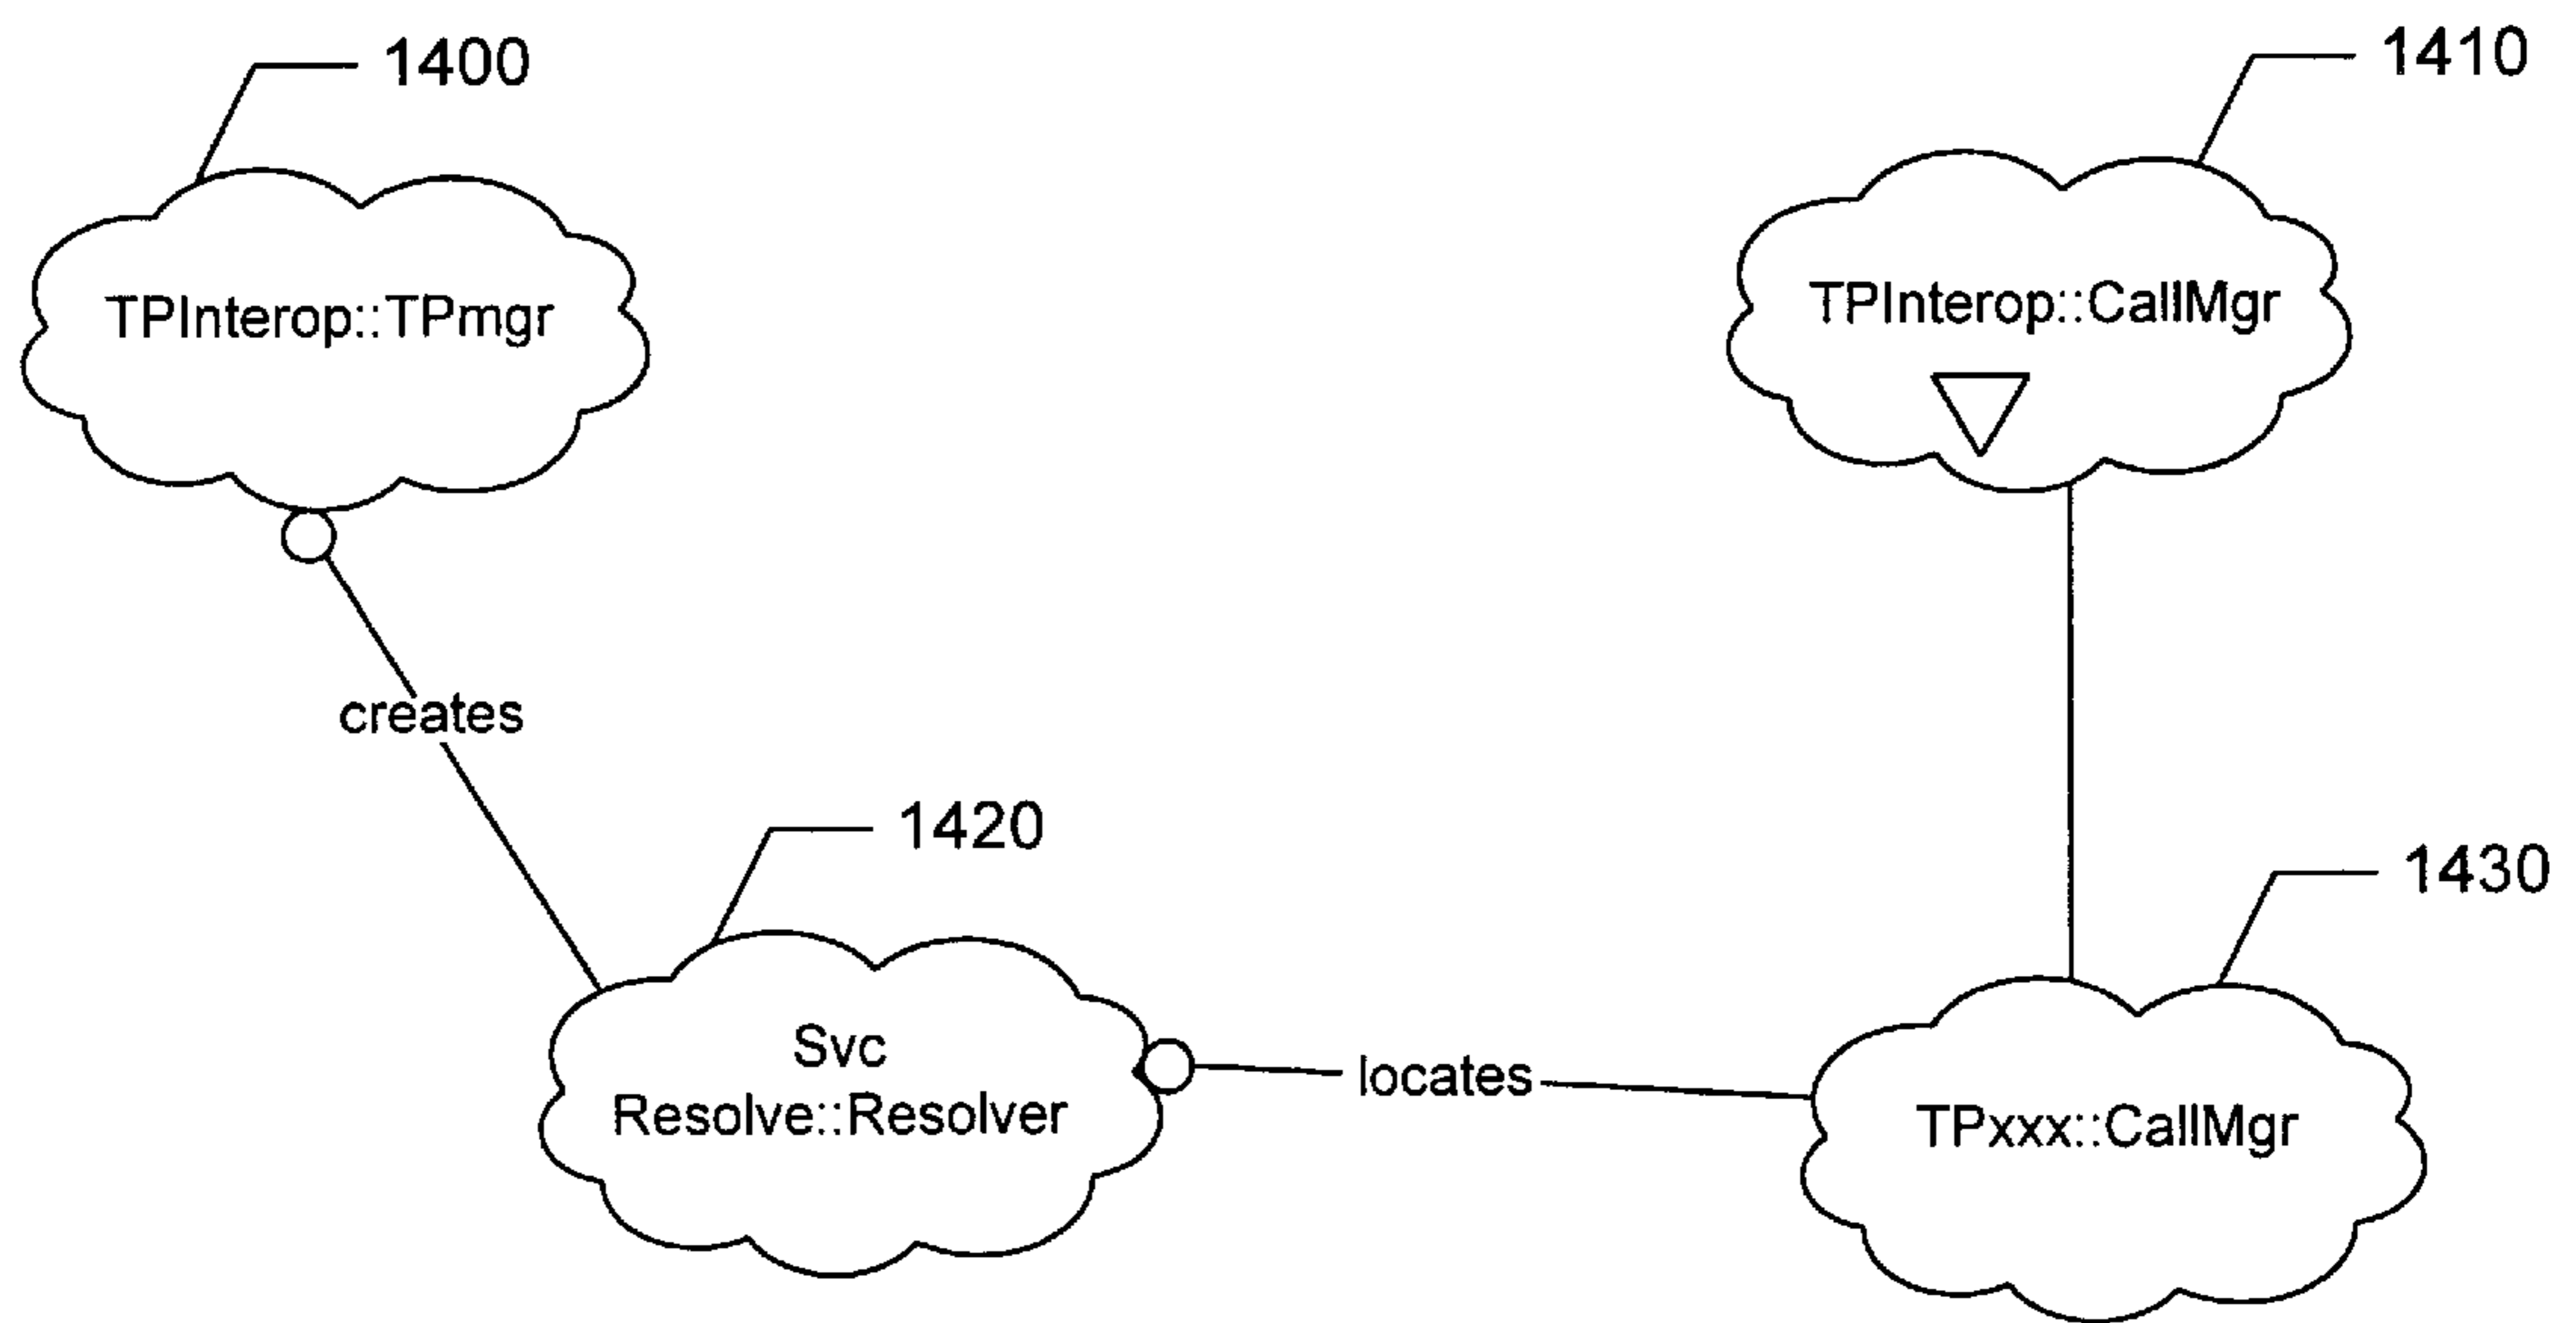 1400
1410
TPInterop::TPmgr
TPInterop::CallMgr
creates
1420
1430
Svc
Resolve::Resolver
locates
TPxxx::CallMgr